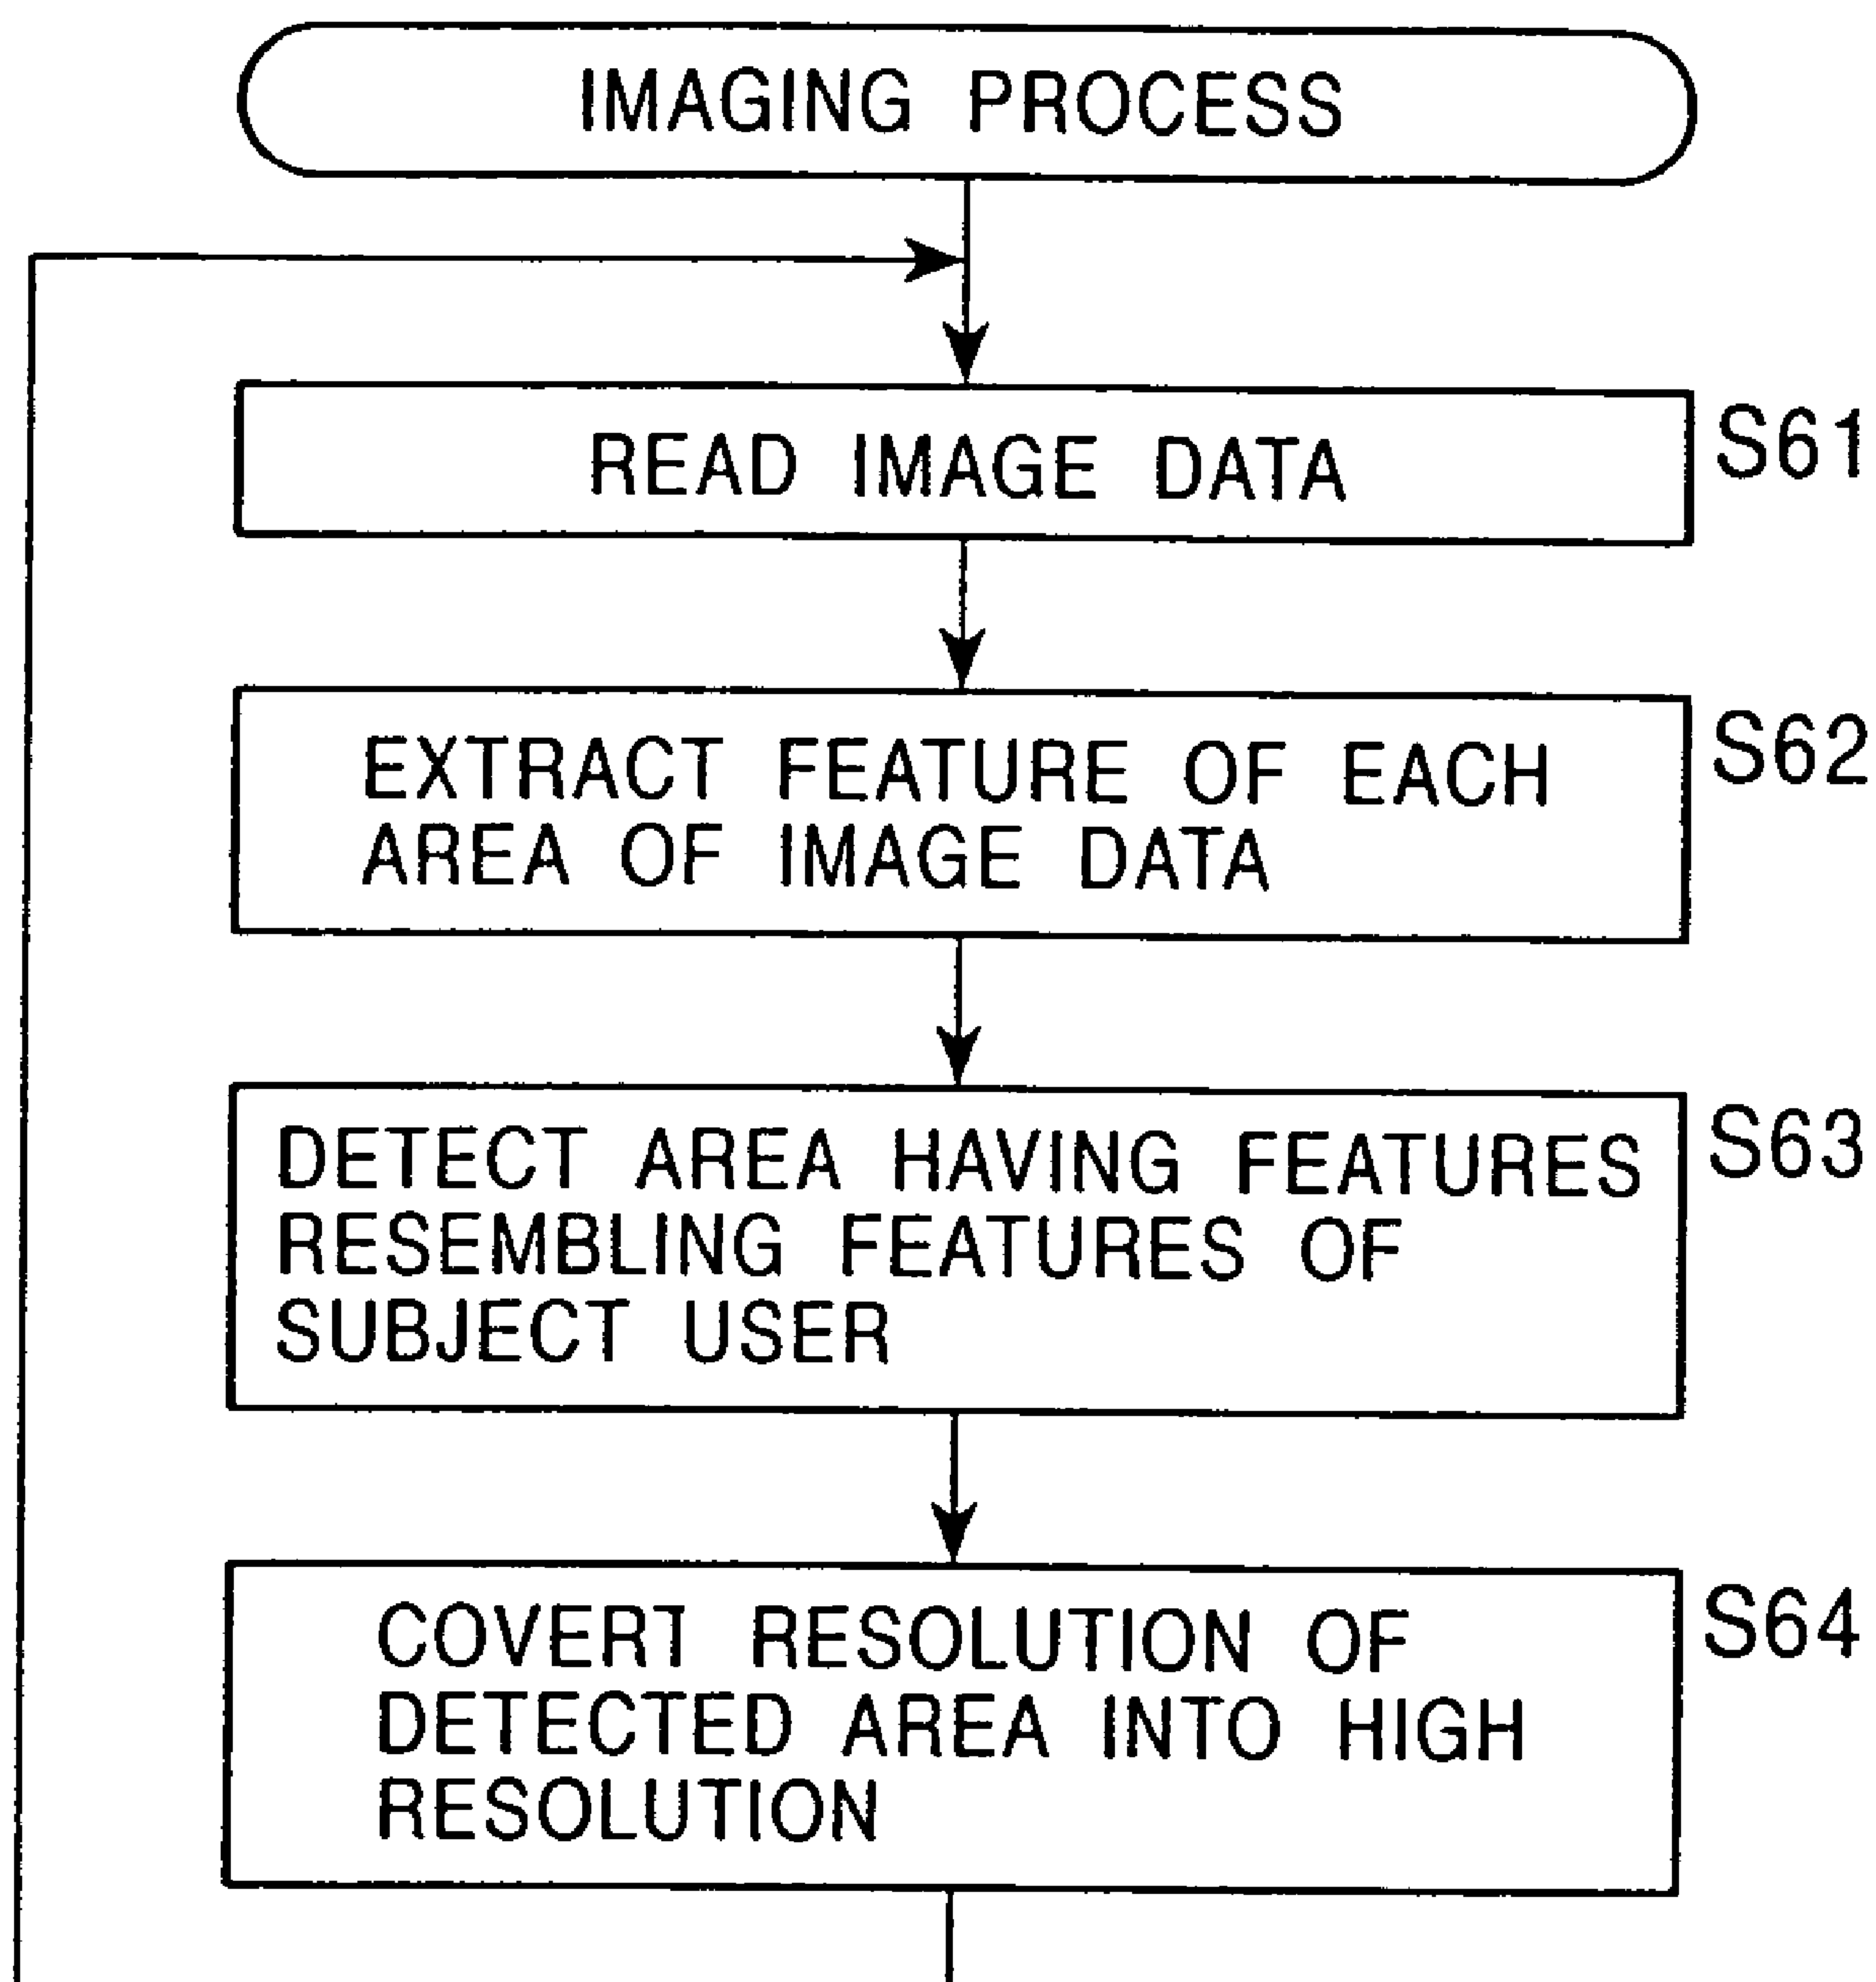 IMAGING PROCESS
READ IMAGE DATA
S61
EXTRACT FEATURE OF EACH
AREA OF IMAGE DATA
S62
DETECT AREA HAVING FEATURES
RESEMBLING FEATURES OF
SUBJECT USER
S63
COVERT RESOLUTION OF
DETECTED AREA INTO HIGH
RESOLUTION
S64